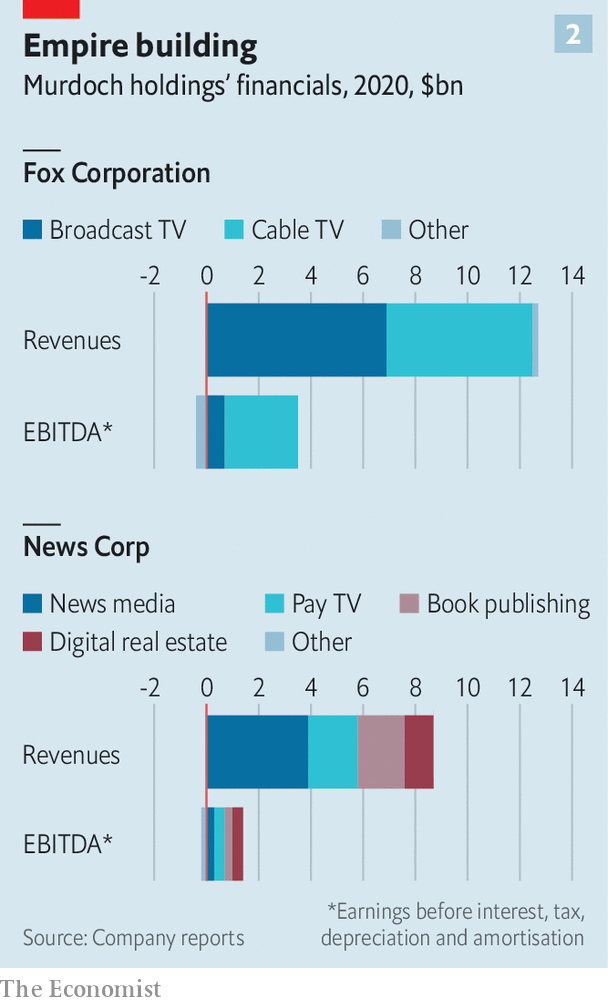 Empire building
2
Murdoch holdings’ financials, 2020, $bn
Fox Corporation
Broadcast TV Cable TV Other
-2 0 2 4 6 8 10 12 14
Revenues
EBITDA*
News Corp
News media Pay TV Book publishing
Digital real estate Other
-2 0 2 4 6 8 10 12 14
Revenues
EBITDA*
*Earnings before interest, tax,
Source: Company reports depreciation and amortisation
The Economist